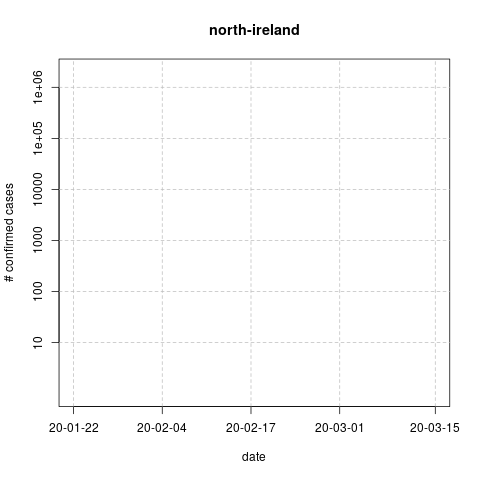 north-ireland
# confirmed cases
1e+06
1e+05
10000
1000
100
10
20-01-22
20-02-04
20-02-17
20-03-01
20-03-15
date